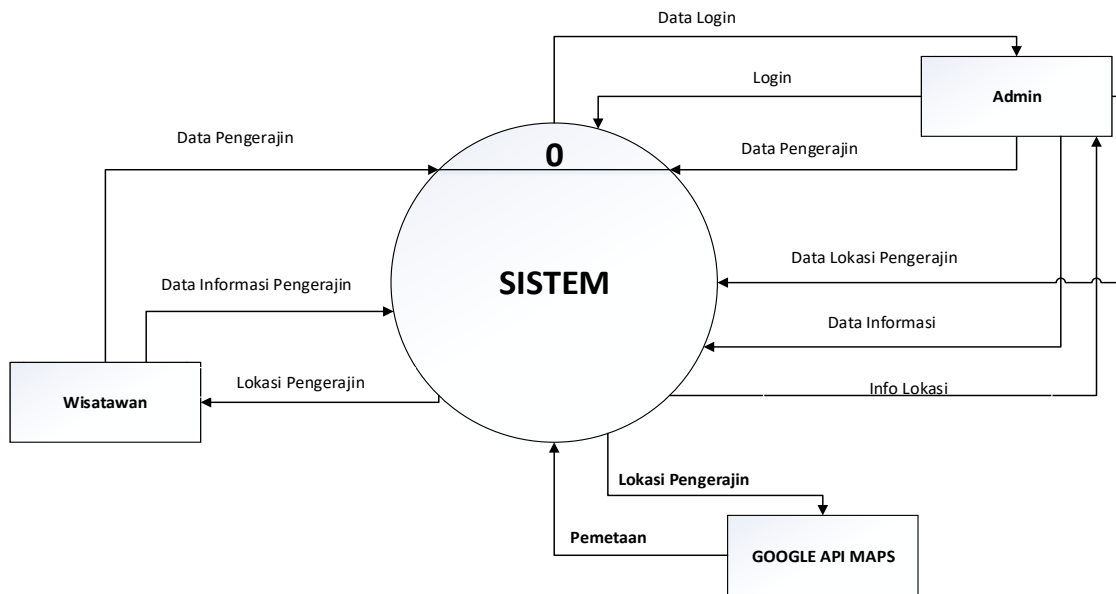 Data Login
Login
Admin
Data Pengerajin
0
Data Pengerajin
Data Lokasi Pengerajin
SISTEM
Data Informasi Pengerajin
Data Informasi
Lokasi Pengerajin
Info Lokasi
Wisatawan
Lokasi Pengerajin
Pemetaan
GOOGLE API MAPS